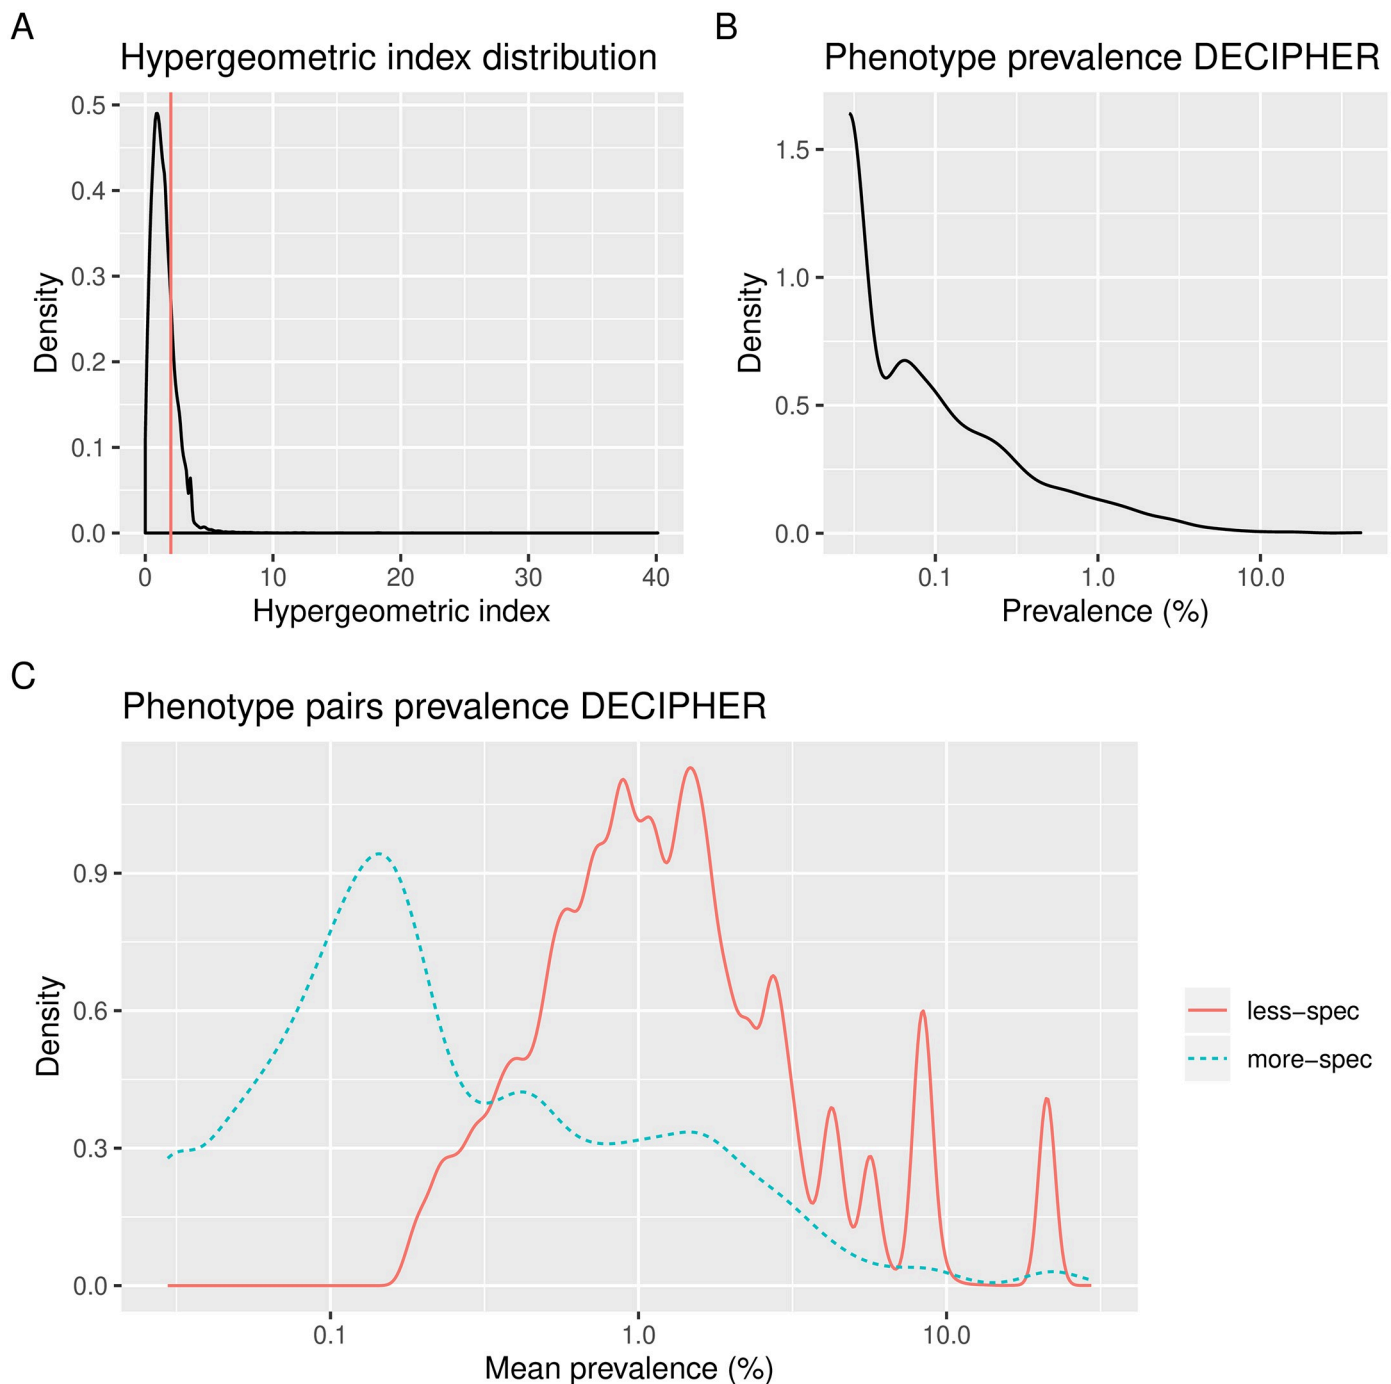 A
Hypergeometric index distribution
0.5
0.4
0.3
0.2
0.1
0.0
Density
0
10
20
30
40
Hypergeometric index
B
Phenotype prevalence DECIPHER
1.5
1.0
0.5
0.0
Density
0.1
1.0
10.0
Prevalence (%)
C
Phenotype pairs prevalence DECIPHER
0.9
0.6
0.3
0.0
Density
0.1
1.0
10.0
Mean prevalence (%)
less−spec
more−spec